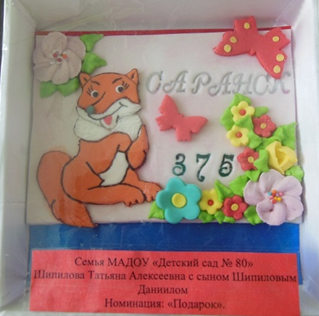 САРАНСК
375
Семья МАДОУ «Детский сад № 80»
Шипилова Татьяна Алексеевна с сыном Шипиловым
Даниилом
Номинация: «Подарок».